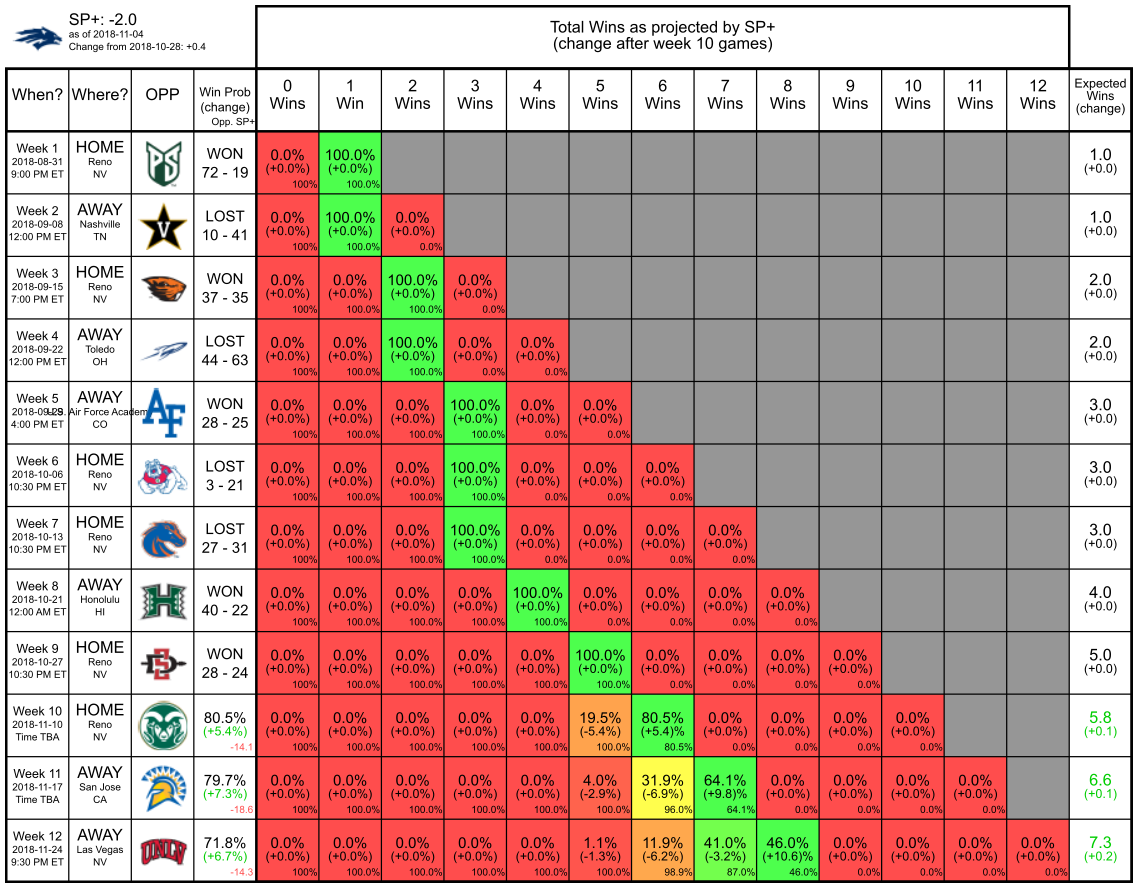 SP+: -2.0
as of 2018-11-04
Change from 2018-10-28: +0.4
Total Wins as projected by SP+
(change after week 10 games)
When? Where? OPP Win Prob (change) Opp. SP+ 0 Wins 1 Win 2 Wins 3 Wins 4 Wins 5 Wins 6 Wins 7 Wins 8 Wins 9 Wins 10 Wins 11 Wins 12 Wins Expected Wins (change)
Week 1 HOME WON 0.0% 100.0% 1.0
2018-08-31 Reno PS (+0.0%) (+0.0%) (+0.0)
9:00 PM ET NV 72 - 19 100% 100.0%
Week 2 AWAY LOST 0.0% 100.0% 0.0% 1.0
2018-09-08 Nashville V (+0.0%) (+0.0%) (+0.0%) (+0.0)
12:00 PM ET TN 10 - 41 100% 100.0% 0.0%
Week 3 HOME WON 0.0% 0.0% 100.0% 0.0% 2.0
2018-09-15 Reno (+0.0%) (+0.0%) (+0.0%) (+0.0%) (+0.0)
7:00 PM ET NV 37 - 35 100% 100.0% 100.0% 0.0%
Week 4 AWAY LOST 0.0% 0.0% 100.0% 0.0% 0.0% 2.0
2018-09-22 Toledo (+0.0%) (+0.0%) (+0.0%) (+0.0%) (+0.0%) (+0.0)
12:00 PM ET OH 44 - 63 100% 100.0% 100.0% 0.0% 0.0%
Week 5 AWAY WON 0.0% 0.0% 0.0% 100.0% 0.0% 0.0% 3.0
2018-09-29 U.S. Air Force Academy AF (+0.0%) (+0.0%) (+0.0%) (+0.0%) (+0.0%) (+0.0%) (+0.0)
4:00 PM ET CO 28 - 25 100% 100.0% 100.0% 100.0% 0.0% 0.0%
Week 6 HOME LOST 0.0% 0.0% 0.0% 100.0% 0.0% 0.0% 0.0% 3.0
2018-10-06 Reno (+0.0%) (+0.0%) (+0.0%) (+0.0%) (+0.0%) (+0.0%) (+0.0%) (+0.0)
10:30 PM ET NV 3 - 21 100% 100.0% 100.0% 100.0% 0.0% 0.0% 0.0%
Week 7 HOME LOST 0.0% 0.0% 0.0% 100.0% 0.0% 0.0% 0.0% 0.0% 3.0
2018-10-13 Reno (+0.0%) (+0.0%) (+0.0%) (+0.0%) (+0.0%) (+0.0%) (+0.0%) (+0.0%) (+0.0)
10:30 PM ET NV 27 - 31 100% 100.0% 100.0% 100.0% 0.0% 0.0% 0.0% 0.0%
Week 8 AWAY WON 0.0% 0.0% 0.0% 0.0% 100.0% 0.0% 0.0% 0.0% 0.0% 4.0
2018-10-21 Honolulu H (+0.0%) (+0.0%) (+0.0%) (+0.0%) (+0.0%) (+0.0%) (+0.0%) (+0.0%) (+0.0%) (+0.0)
12:00 AM ET HI 40 - 22 100% 100.0% 100.0% 100.0% 100.0% 0.0% 0.0% 0.0% 0.0%
Week 9 HOME WON 0.0% 0.0% 0.0% 0.0% 0.0% 100.0% 0.0% 0.0% 0.0% 0.0% 5.0
2018-10-27 Reno SD (+0.0%) (+0.0%) (+0.0%) (+0.0%) (+0.0%) (+0.0%) (+0.0%) (+0.0%) (+0.0%) (+0.0%) (+0.0)
10:30 PM ET NV 28 - 24 100% 100.0% 100.0% 100.0% 100.0% 100.0% 0.0% 0.0% 0.0% 0.0%
Week 10 HOME 80.5% 0.0% 0.0% 0.0% 0.0% 0.0% 19.5% 80.5% 0.0% 0.0% 0.0% 0.0% 5.8
2018-11-10 Reno (+5.4%) (+0.0%) (+0.0%) (+0.0%) (+0.0%) (+0.0%) (-5.4%) (+5.4)% (+0.0%) (+0.0%) (+0.0%) (+0.0%) (+0.1)
Time TBA NV -14.1 100% 100.0% 100.0% 100.0% 100.0% 100.0% 80.5% 0.0% 0.0% 0.0% 0.0%
Week 11 AWAY 79.7% 0.0% 0.0% 0.0% 0.0% 0.0% 4.0% 31.9% 64.1% 0.0% 0.0% 0.0% 0.0% 6.6
2018-11-17 San Jose (+7.3%) (+0.0%) (+0.0%) (+0.0%) (+0.0%) (+0.0%) (-2.9%) (-6.9%) (+9.8)% (+0.0%) (+0.0%) (+0.0%) (+0.0%) (+0.1)
Time TBA CA -18.6 100% 100.0% 100.0% 100.0% 100.0% 100.0% 96.0% 64.1% 0.0% 0.0% 0.0% 0.0%
Week 12 AWAY 71.8% 0.0% 0.0% 0.0% 0.0% 0.0% 1.1% 11.9% 41.0% 46.0% 0.0% 0.0% 0.0% 0.0% 7.3
2018-11-24 Las Vegas UNLV (+6.7%) (+0.0%) (+0.0%) (+0.0%) (+0.0%) (+0.0%) (-1.3%) (-6.2%) (-3.2%) (+10.6)% (+0.0%) (+0.0%) (+0.0%) (+0.0%) (+0.2)
9:30 PM ET NV -14.3 100% 100.0% 100.0% 100.0% 100.0% 100.0% 98.9% 87.0% 46.0% 0.0% 0.0% 0.0% 0.0%